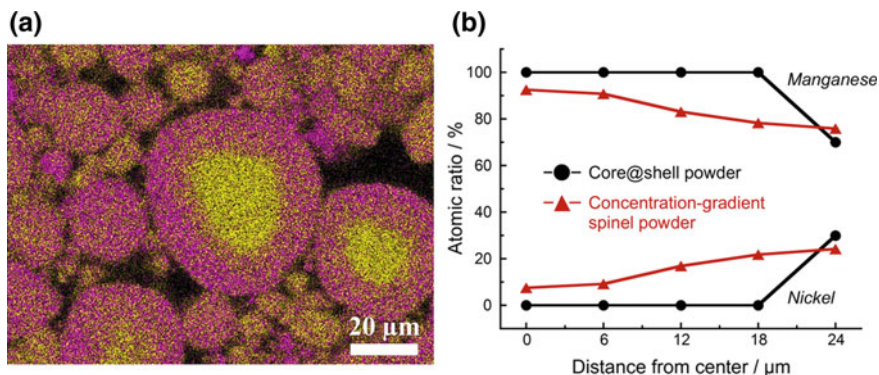 (a)
20 μm
(b)
Atomic ratio / %
100
80
60
40
20
0
Manganese
Core@shell powder
Concentration-gradient
spinel powder
Nickel
0 6 12 18 24
Distance from center / μm